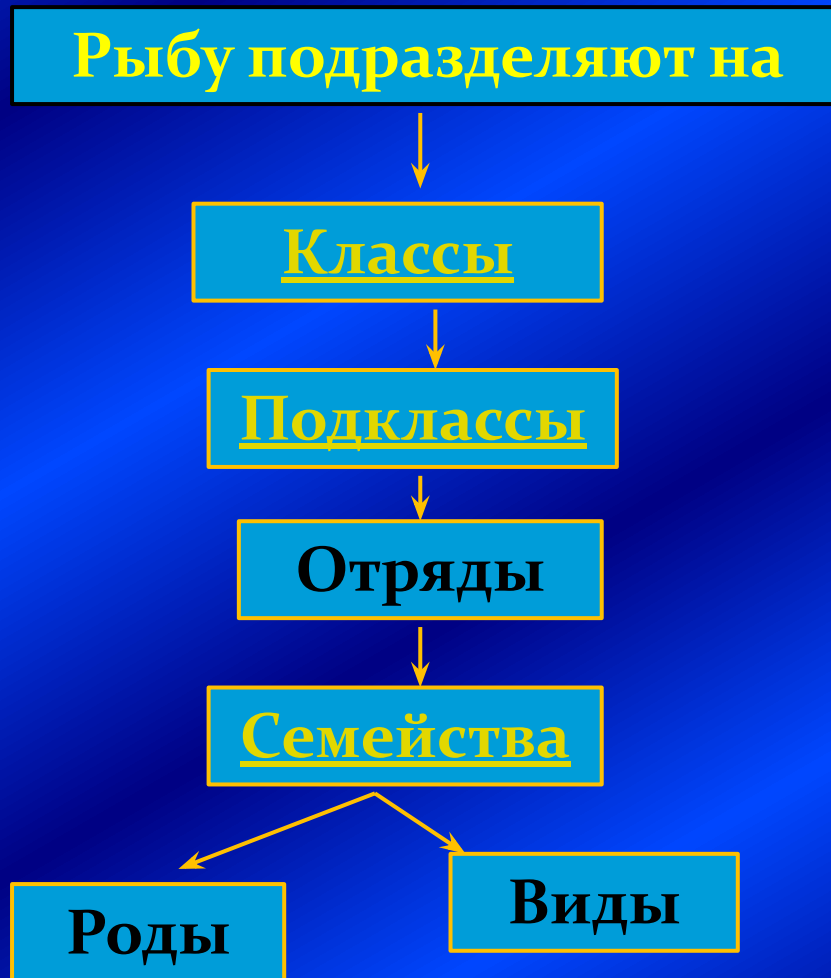 Рыбу подразделяют на
Классы
Подклассы
Отряды
Семейства
Роды
Виды